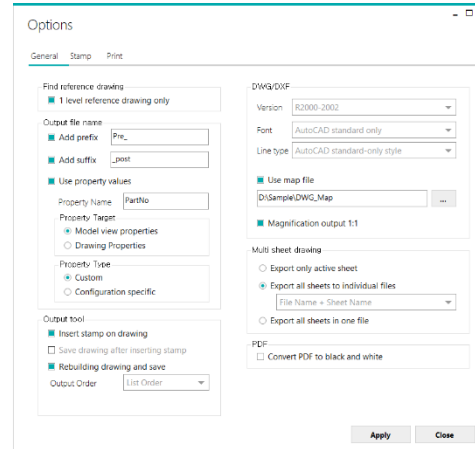 Options
General Stamp Print
Find reference drawing
1 level reference drawing only
Output file name
Add prefix Pre_
Add suffix _post
Use property values
Property Name PartNo
Property Target
Model view properties
Drawing Properties
Property Type
Custom
Configuration specific
Output tool
Insert stamp on drawing
Save drawing after inserting stamp
Rebuilding drawing and save
Output Order List Order
DWG/DXF
Version R2000-2002
Font AutoCAD standard only
Line type AutoCAD standard-only style
Use map file
D:\Sample\DWG_Map ...
Magnification output 1:1
Multi sheet drawing
Export only active sheet
Export all sheets to individual files
File Name + Sheet Name
Export all sheets in one file
PDF
Convert PDF to black and white
Apply Close